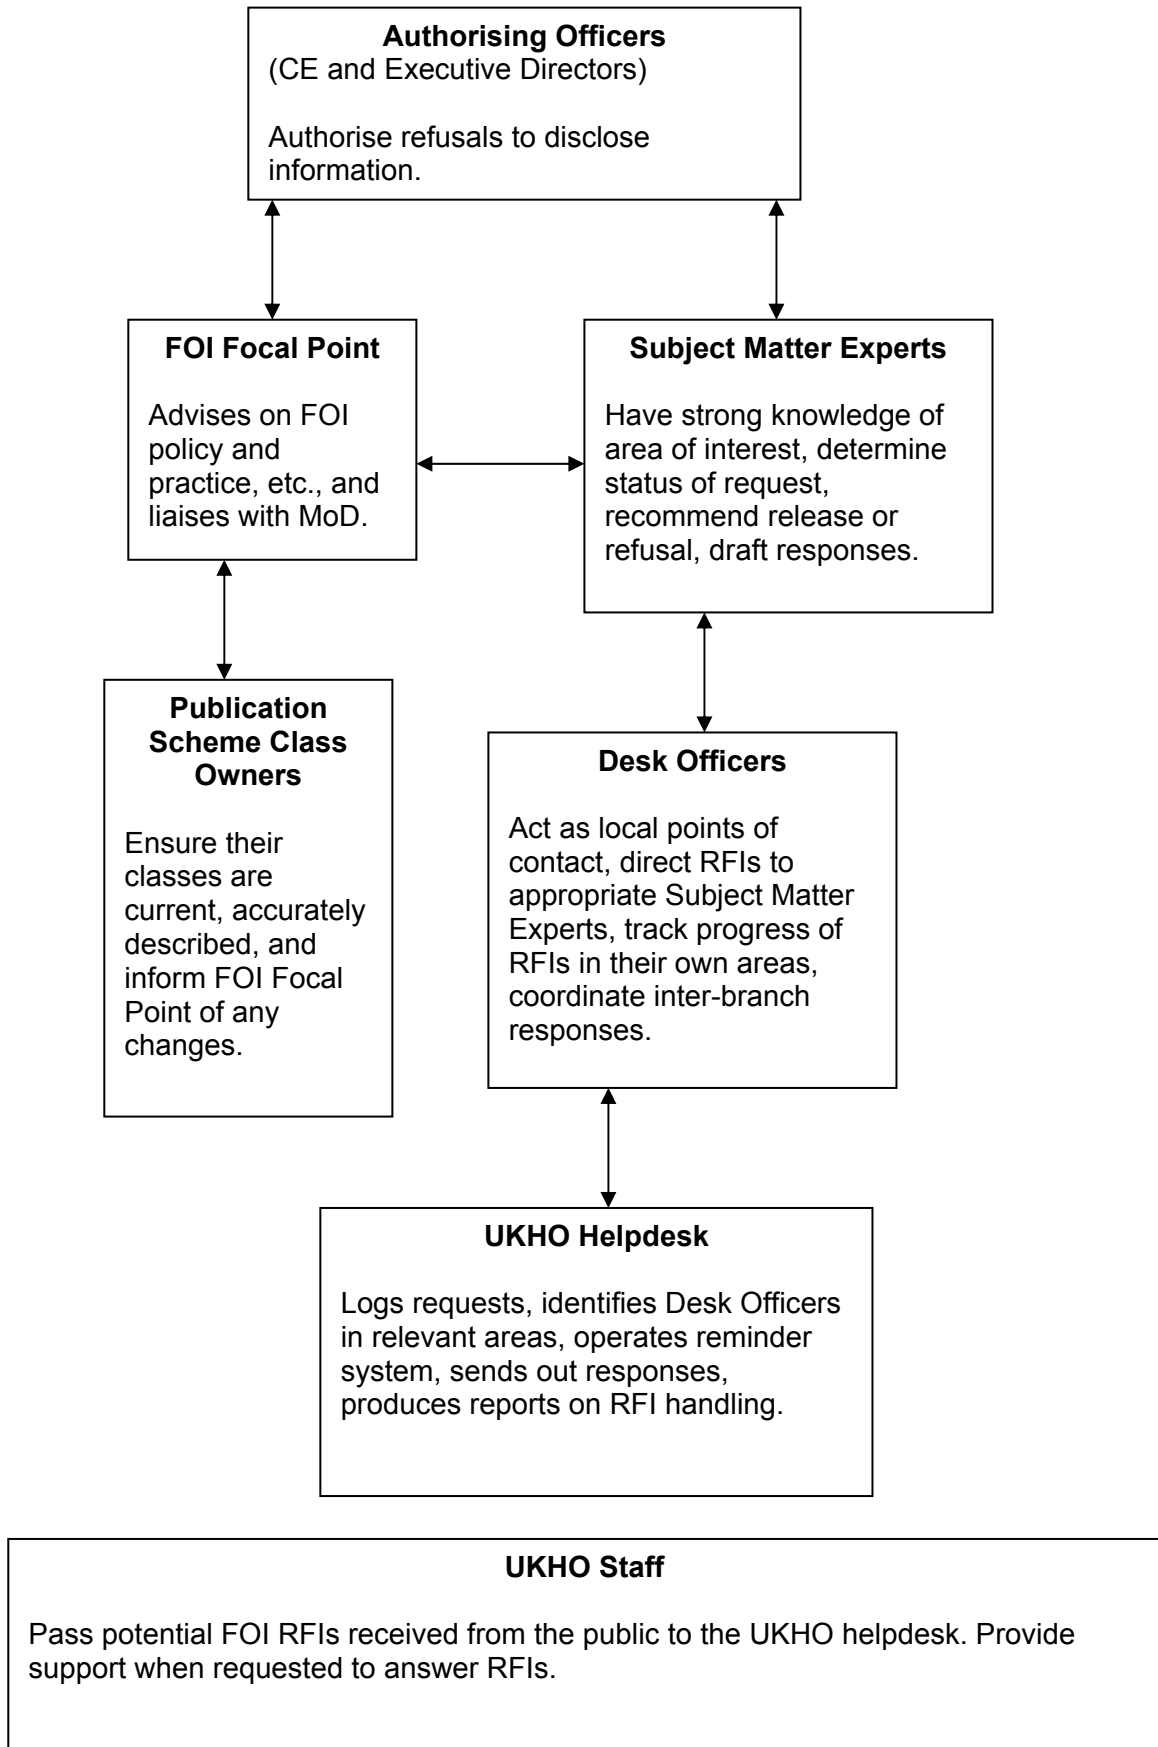 Authorising Officers
(CE and Executive Directors)
Authorise refusals to disclose
information.
FOI Focal Point
Advises on FOI
policy and
practice, etc., and
liaises with MoD.
Subject Matter Experts
Have strong knowledge of
area of interest, determine
status of request,
recommend release or
refusal, draft responses.
Publication
Scheme Class
Owners
Ensure their
classes are
current, accurately
described, and
inform FOI Focal
Point of any
changes.
Desk Officers
Act as local points of
contact, direct RFIs to
appropriate Subject Matter
Experts, track progress of
RFIs in their own areas,
coordinate inter-branch
responses.
UKHO Helpdesk
Logs requests, identifies Desk Officers
in relevant areas, operates reminder
system, sends out responses,
produces reports on RFI handling.
UKHO Staff
Pass potential FOI RFIs received from the public to the UKHO helpdesk. Provide
support when requested to answer RFIs.